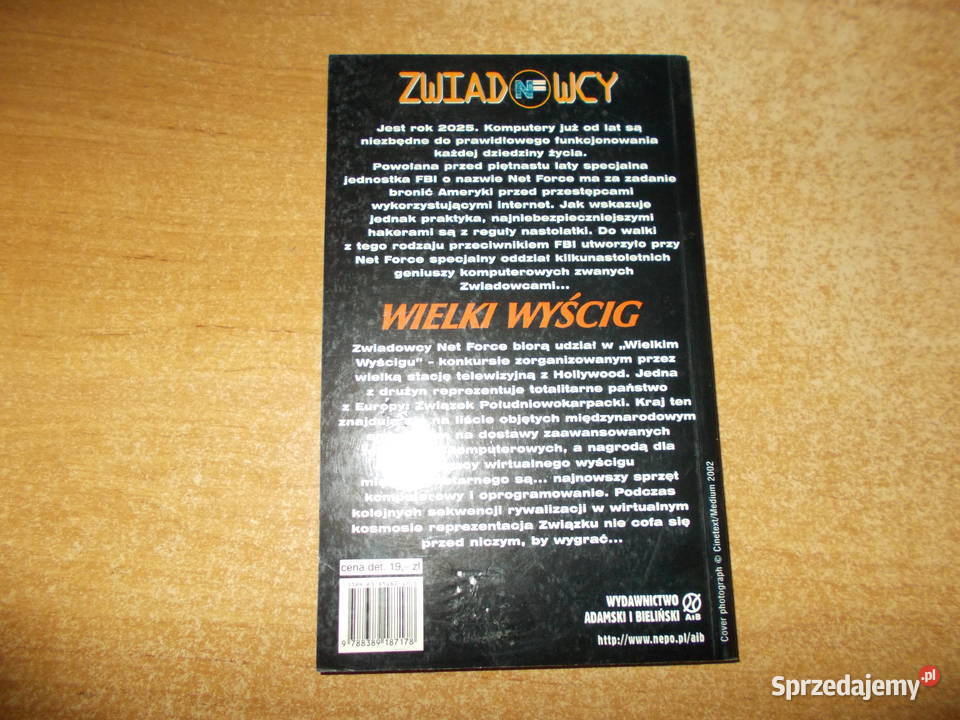 ZWIAD NF WCY
Jest rok 2025. Komputery już od lat są
niezbędne do prawidłowego funkcjonowania
każdej dziedziny życia.
Powołana przed piętnastu laty specjalna
jednostka FBI o nazwie Net Force ma za zadanie
bronić Ameryki przed przestępcami
wykorzystującymi internet. Jak wskazuje
jednak praktyka, najniebezpieczniejszymi
hakerami są z reguły nastolatki. Do walki
z tego rodzaju przeciwnikiem FBI utworzyło przy
Net Force specjalny oddział kilkunastoletnich
geniuszy komputerowych zwanych
Zwiadowcami...
WIELKI WYŚCIG
Zwiadowcy Net Force biorą udział w „Wielkim
Wyścigu" - konkursie zorganizowanym przez
wielką stację telewizyjną z Hollywood. Jedna
z drużyn reprezentuje totalitarne państwo
z Europy: Związek Południowokarpacki. Kraj ten
znajduje się na liście objętych międzynarodowym
na dostawy zaawansowanych
komputerowych, a nagrodą dla
wirtualnego wyścigu
są... najnowszy sprzęt
komputerowy i oprogramowanie. Podczas
kolejnych sekwencji rywalizacji w wirtualnym
kosmosie reprezentacja Związku nie cofa się
przed niczym, by wygrać...
cena det. 19,- zł
9 788389 187178
WYDAWNICTWO
ADAMSKI I BIELIŃSKI
AiB
http://www.nepo.pl/aib
Cover photograph © Cinetext/Medium 2002
Sprzedajemy.pl